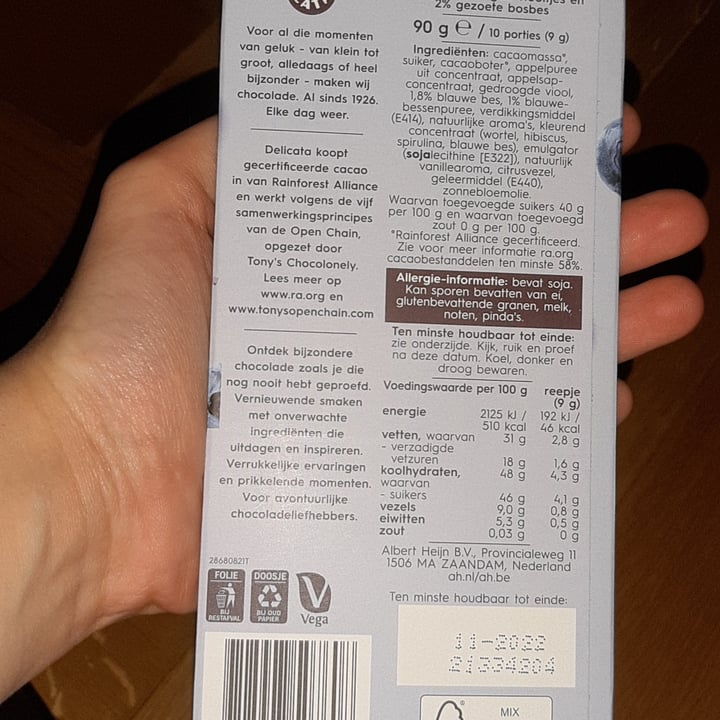 Voor al die momenten
van geluk - van klein tot
groot, alledaags of heel
bijzonder - maken wij
chocolade. Al sinds 1926.
Elke dag weer.
Delicata koopt
gecertificeerde cacao
in van Rainforest Alliance
en werkt volgens de vijf
samenwerkingsprincipes
van de Open Chain,
opgezet door
Tony's Chocolonely.
Lees meer op
www.ra.org en
www.tonysopenchain.com
Ontdek bijzondere
chocolade zoals je die
nog nooit hebt geproefd.
Vernieuwende smaken
met onverwachte
ingrediënten die
uitdagen en inspireren.
Verrukkelijke ervaringen
en prikkelende momenten.
Voor avontuurlijke
chocoladeliefhebbers.
28680821T
FOLIE
BIJ
RESTAFVAL
DOOSJE
BIJ OUD
PAPIER
Vega
2% gezoete bosbes
90 g e / 10 porties (9 g)
Ingrediënten: cacaomassa*,
suiker, cacaoboter*, appelpuree
uit concentraat, appelsap-
concentraat, gedroogde viool,
1,8% blauwe bes, 1% blauwe-
bessenpuree, verdikkingsmiddel
(E414), natuurlijke aroma's, kleurend
concentraat (wortel, hibiscus,
spirulina, blauwe bes), emulgator
(sojalecithine [E322]), natuurlijk
vanillearoma, citrusvezel,
geleermiddel (E440),
zonnebloemolie.
Waarvan toegevoegde suikers 40 g
per 100 g en waarvan toegevoegd
zout 0 g per 100 g.
*Rainforest Alliance gecertificeerd.
Zie voor meer informatie ra.org
cacaobestanddelen ten minste 58%.
Allergie-informatie: bevat soja.
Kan sporen bevatten van ei,
glutenbevattende granen, melk,
noten, pinda's.
Ten minste houdbaar tot einde:
zie onderzijde. Kijk, ruik en proef
na deze datum. Koel, donker en
droog bewaren.
Voedingswaarde per 100 g reepje
(9 g)
energie 2125 kJ / 192 kJ /
510 kcal 46 kcal
vetten, waarvan 31 g 2,8 g
- verzadigde
vetzuren 18 g 1,6 g
koolhydraten, 48 g 4,3 g
waarvan
- suikers 46 g 4,1 g
vezels 9,0 g 0,8 g
eiwitten 5,3 g 0,5 g
zout 0,03 g 0 g
Albert Heijn B.V., Provincialeweg 11
1506 MA ZAANDAM, Nederland
ah.nl/ah.be
Ten minste houdbaar tot einde:
11-2022
21334204
MIX